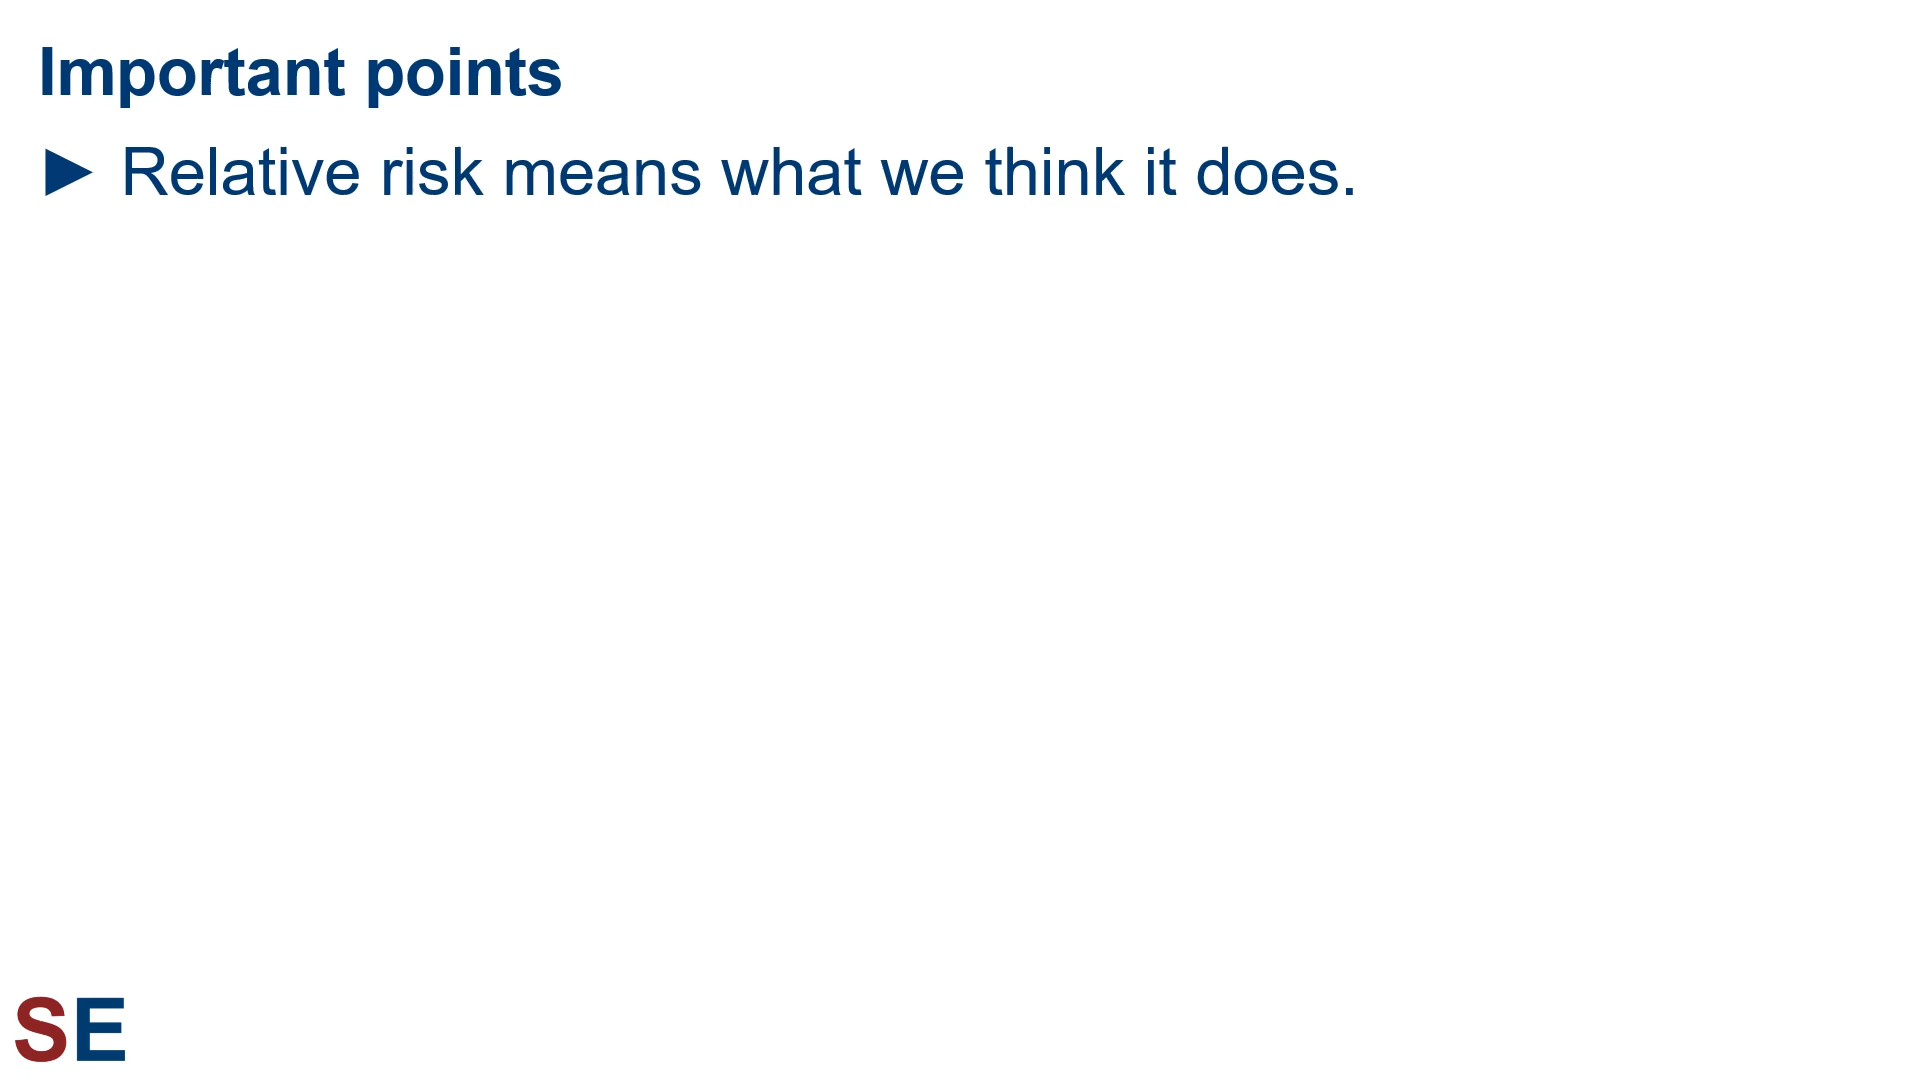 Important points
► Relative risk means what we think it does.
SE